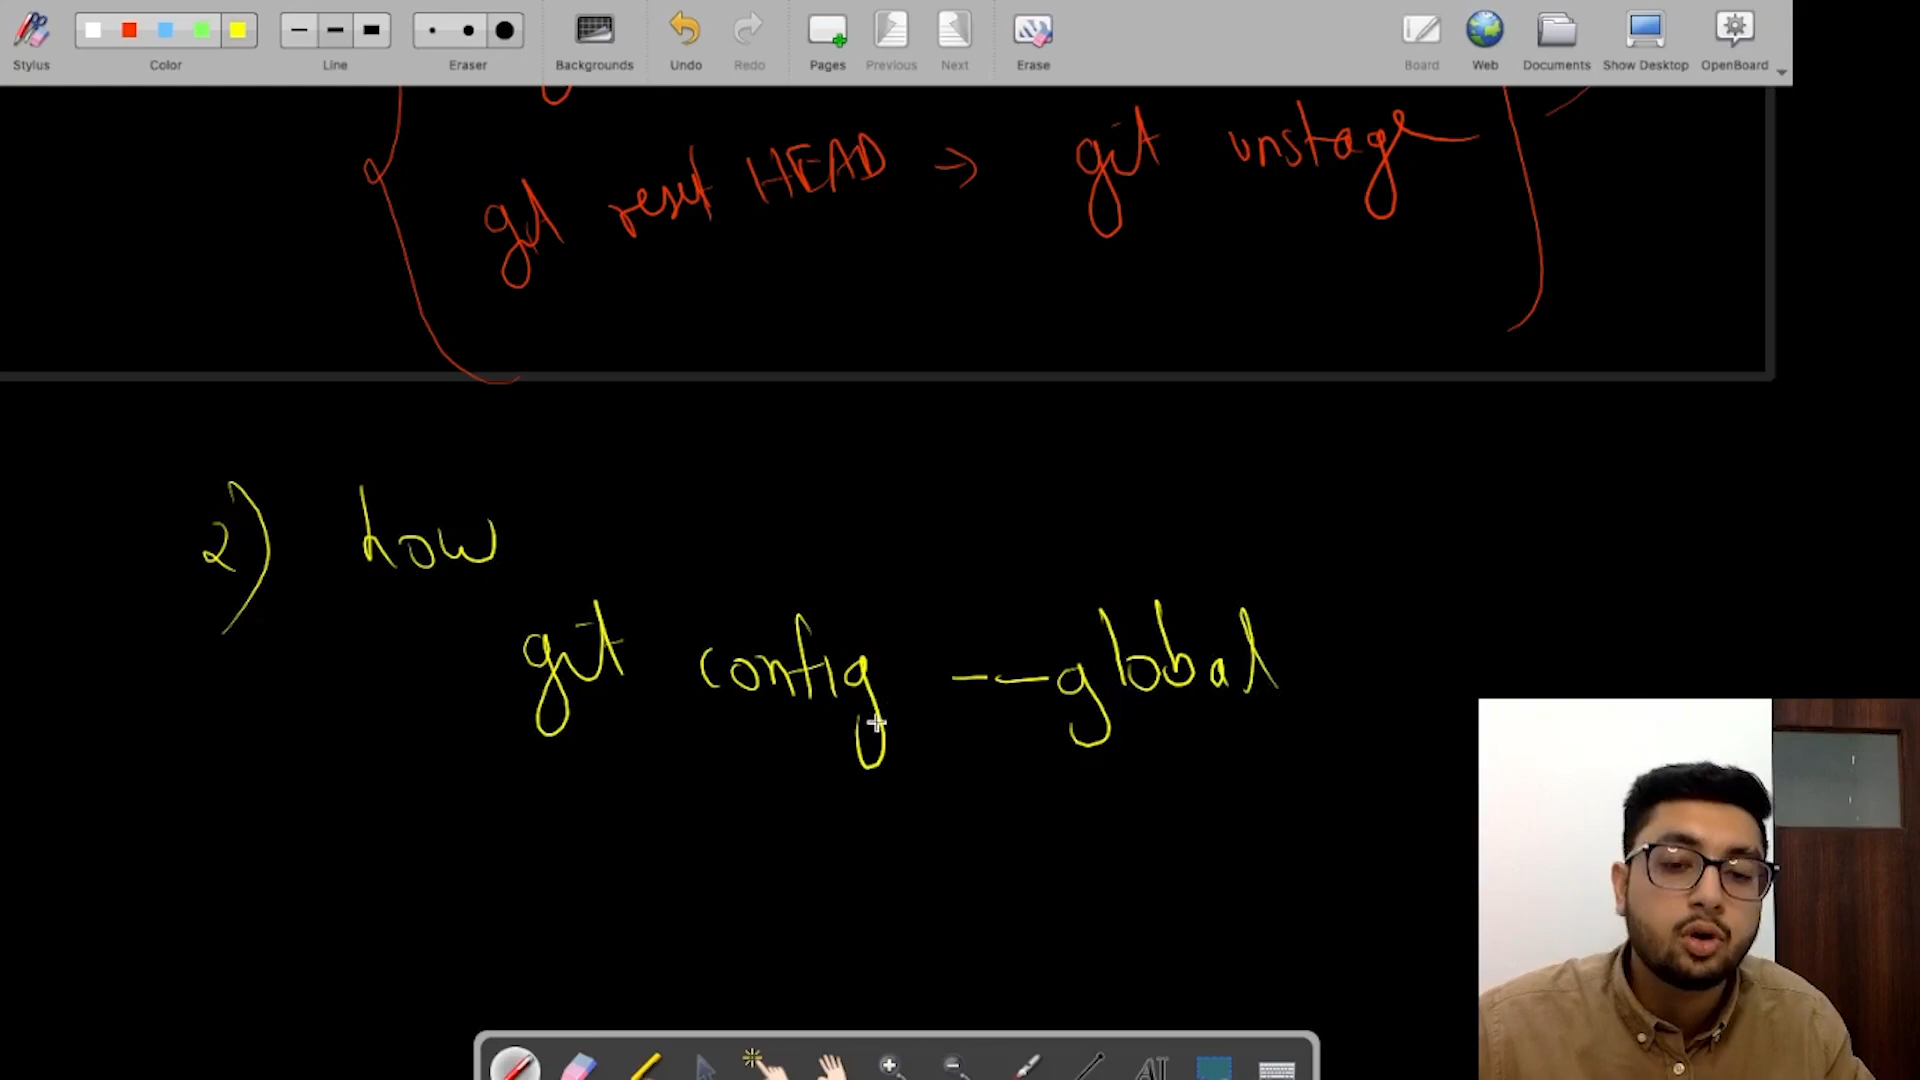 Stylus
Color
Line
Eraser
Backgrounds
Undo
Redo
Pages
Previous
Next
Erase
Board
Web
Documents
Show Desktop
OpenBoard
git reset HEAD → git unstage
2) how
git config --global